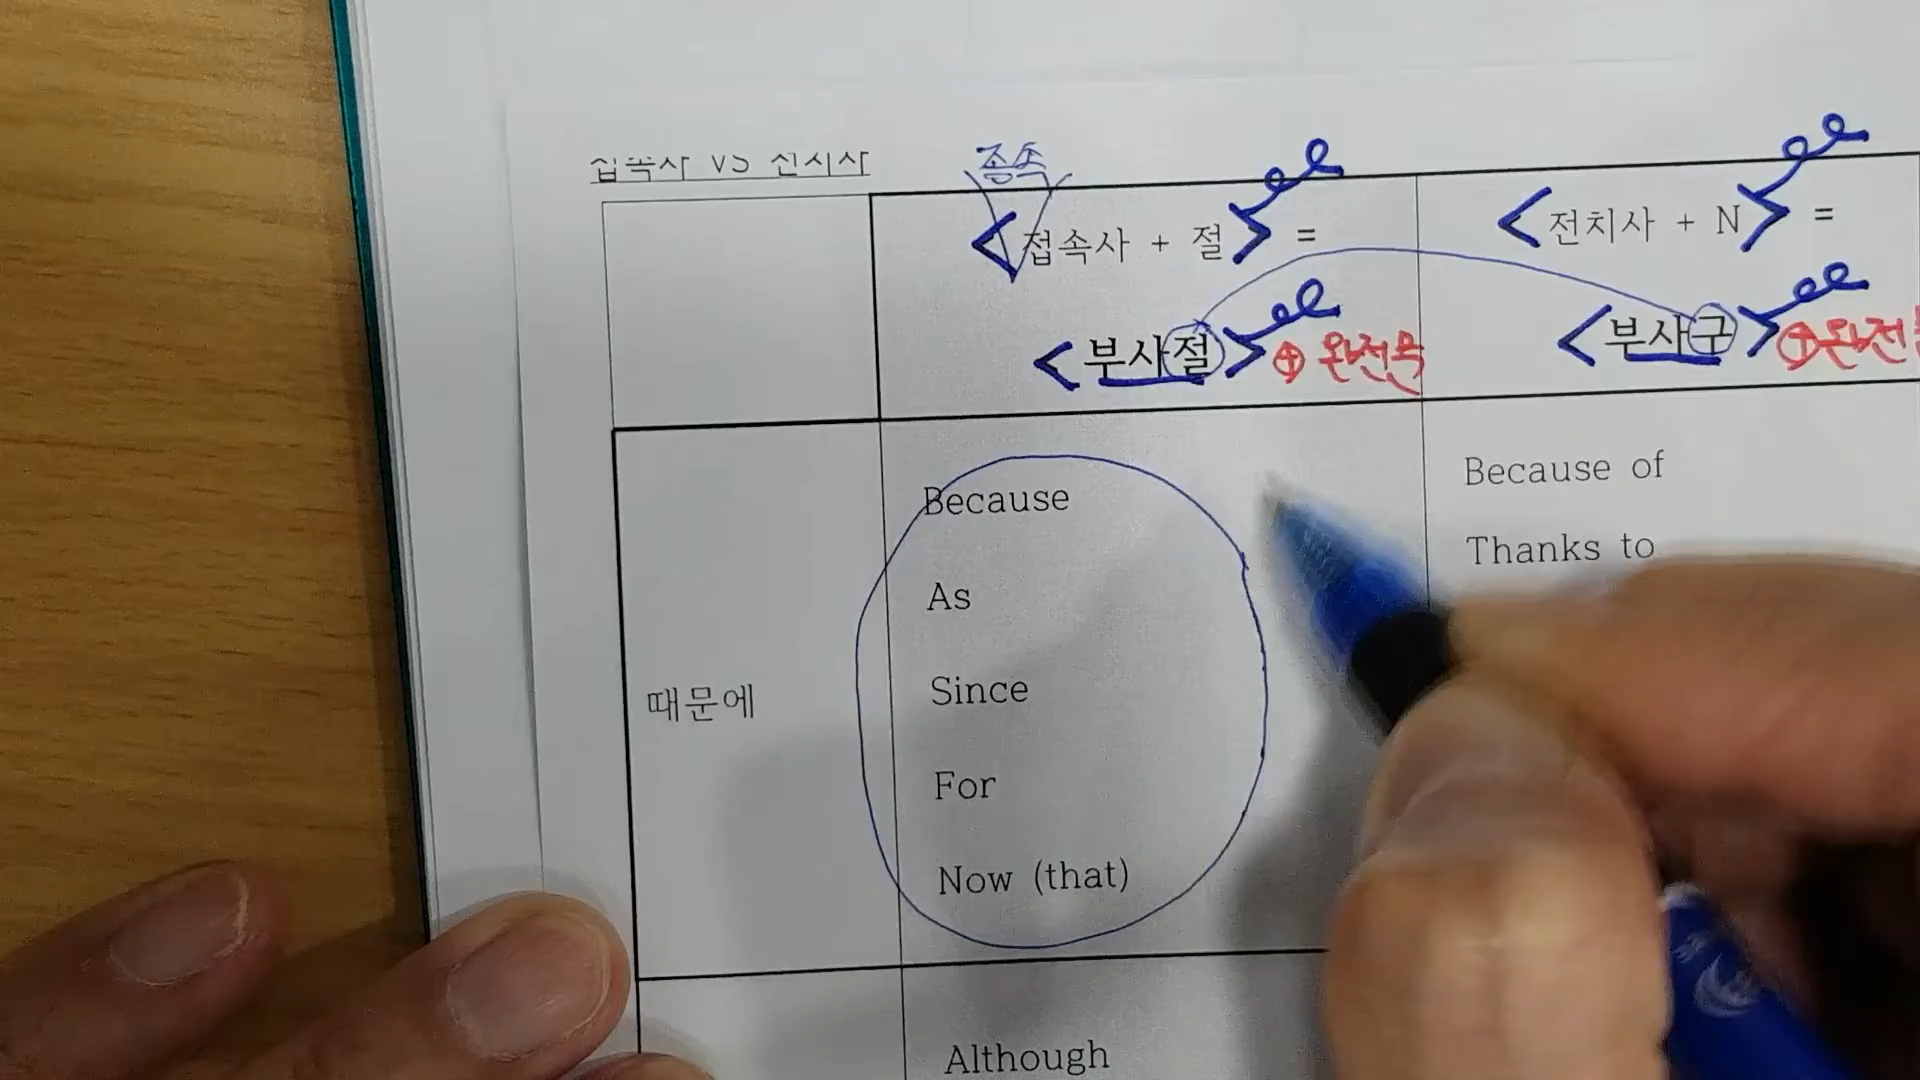 접속사 VS 전치사
종속
<접속사 + 절> =
<부사절> + 완전문
<전치사 + N> =
<부사구> + 완전
때문에
Because
As
Since
For
Now (that)
Because of
Thanks to
Although